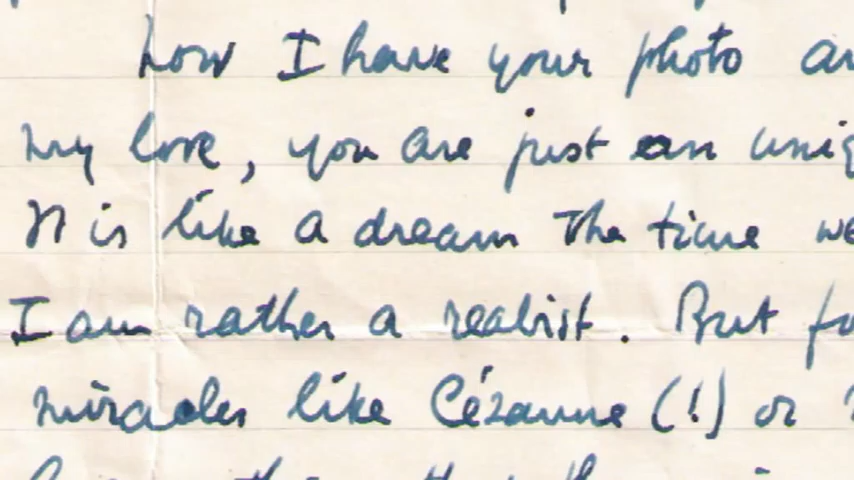 how I have your photo
my love, you are just an
It is like a dream The time
I am rather a realist. But
miracles like Cézanne (!) or